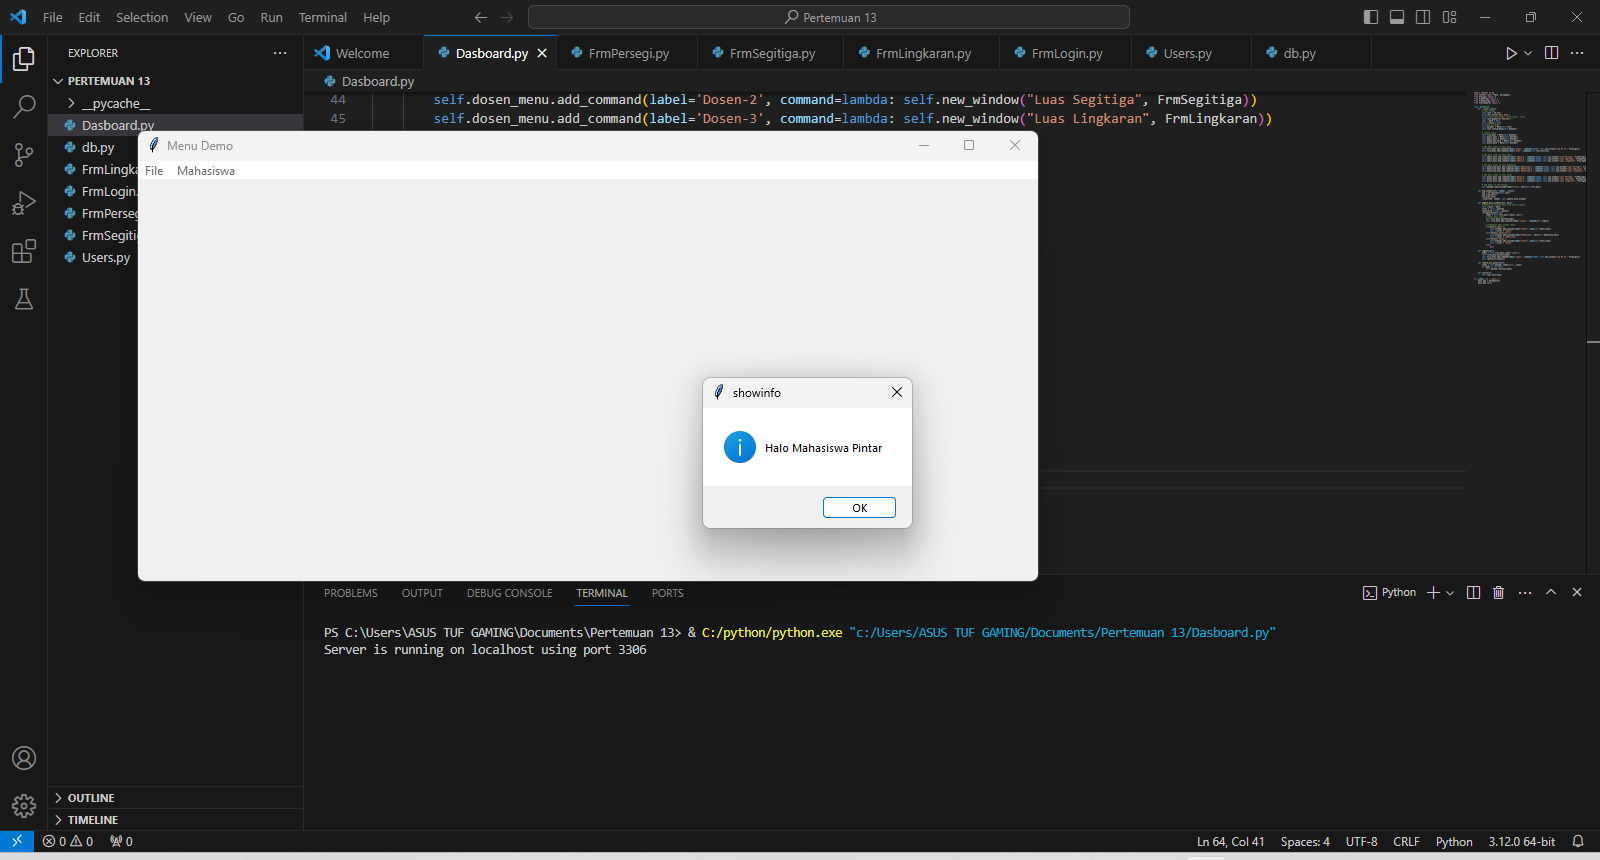 File Edit Selection View Go Run Terminal Help
Pertemuan 13
EXPLORER
PERTEMUAN 13
__pycache__
Dasboard.py
db.py
FrmLingka
FrmLogin.
FrmPerseg
FrmSegiti
Users.py
OUTLINE
TIMELINE
Welcome Dasboard.py FrmPersegi.py FrmSegitiga.py FrmLingkaran.py FrmLogin.py Users.py db.py
Dasboard.py
44 self.dosen_menu.add_command(label='Dosen-2', command=lambda: self.new_window("Luas Segitiga", FrmSegitiga))
45 self.dosen_menu.add_command(label='Dosen-3', command=lambda: self.new_window("Luas Lingkaran", FrmLingkaran))
Menu Demo
File Mahasiswa
showinfo
Halo Mahasiswa Pintar
OK
PROBLEMS OUTPUT DEBUG CONSOLE TERMINAL PORTS
Python
PS C:\Users\ASUS TUF GAMING\Documents\Pertemuan 13> & C:/python/python.exe "c:/Users/ASUS TUF GAMING/Documents/Pertemuan 13/Dasboard.py"
Server is running on localhost using port 3306
0 0 0
Ln 64, Col 41 Spaces: 4 UTF-8 CRLF Python 3.12.0 64-bit